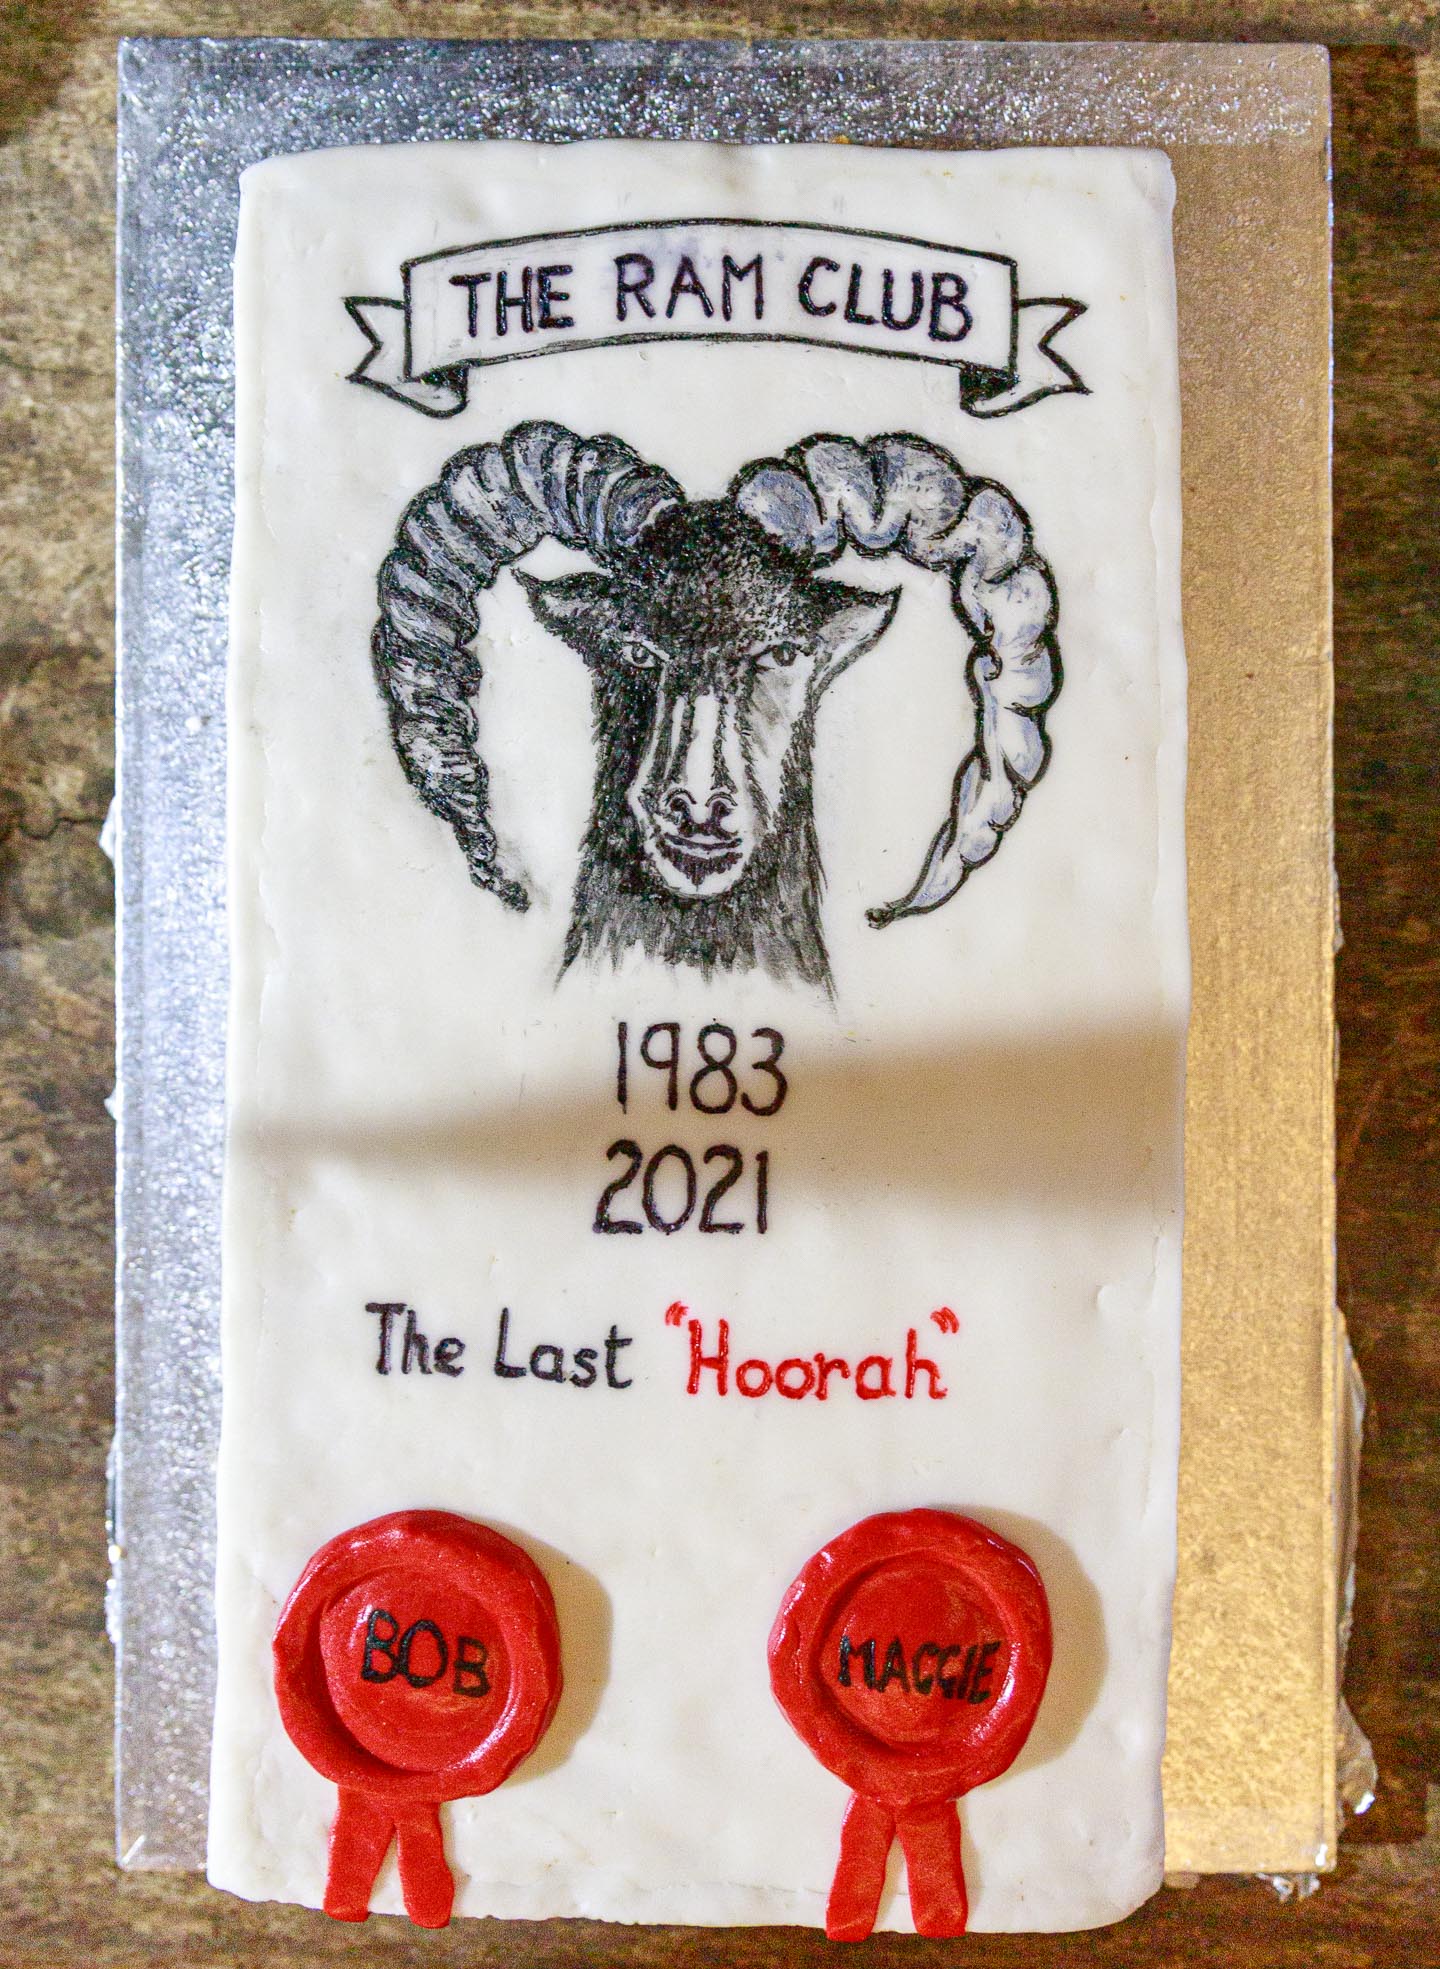 THE RAM CLUB
1983
2021
The Last "Hoorah"
BOB
MAGGIE